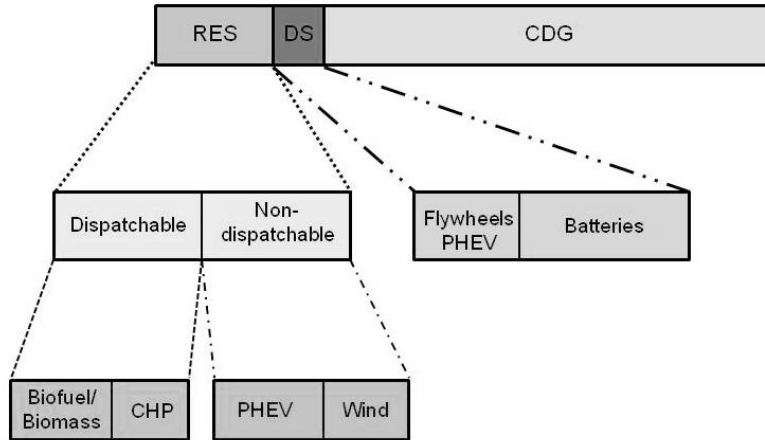 RES DS CDG
Dispatchable
Non-
dispatchable
Flywheels
PHEV
Batteries
Biofuel/
Biomass
CHP
PHEV
Wind